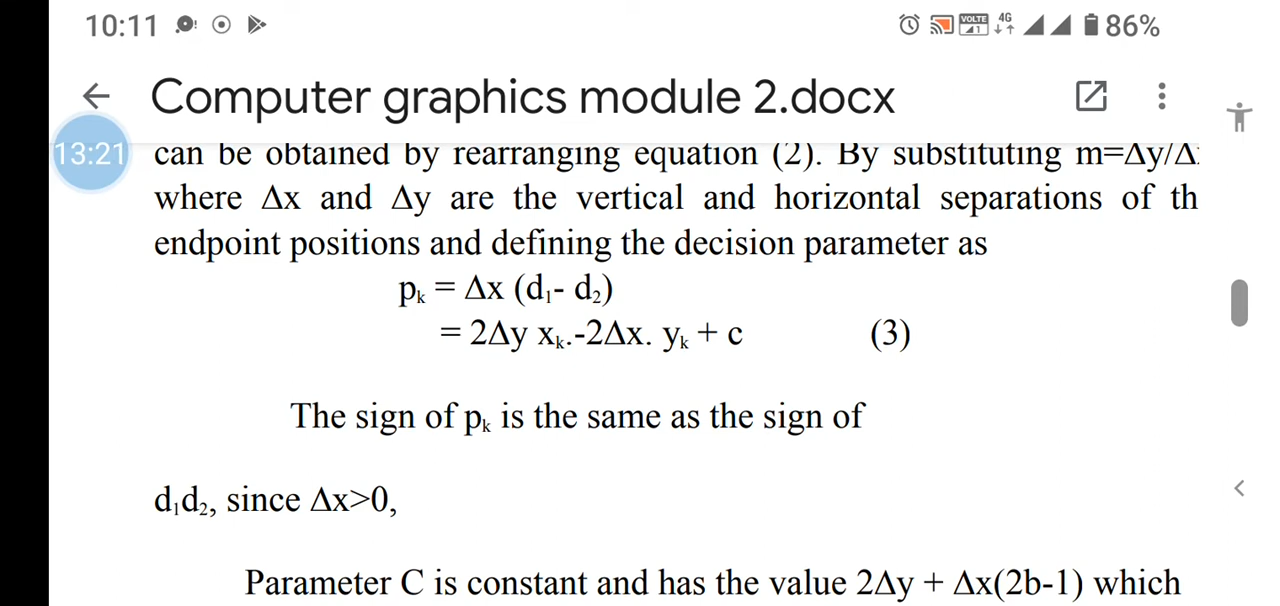 10:11 VOLTE 4G 86%
Computer graphics module 2.docx
13:21
can be obtained by rearranging equation (2). By substituting m=Δy/Δ
where Δx and Δy are the vertical and horizontal separations of th
endpoint positions and defining the decision parameter as
pₖ = Δx (d₁- d₂)
= 2Δy xₖ.-2Δx. yₖ + c (3)
The sign of pₖ is the same as the sign of
d₁d₂, since Δx>0,
Parameter C is constant and has the value 2Δy + Δx(2b-1) which